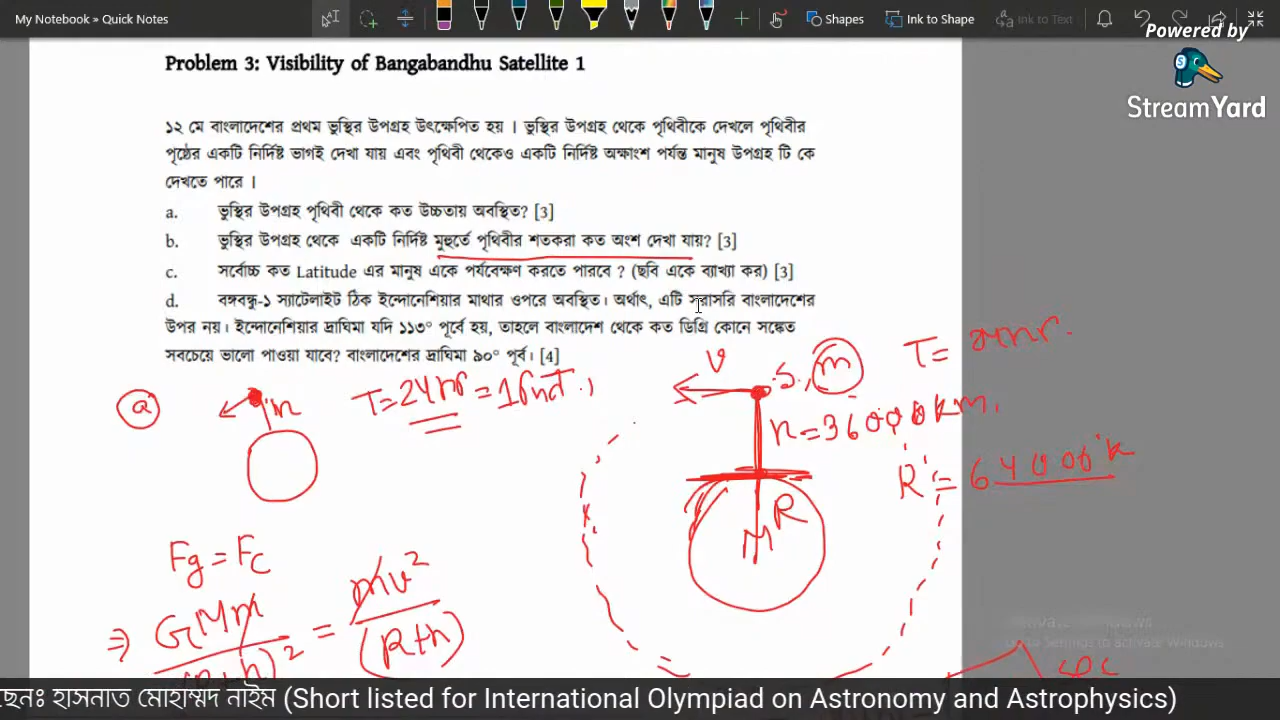 My Notebook » Quick Notes
Shapes
Ink to Shape
Ink to Text
Powered by
StreamYard
Problem 3: Visibility of Bangabandhu Satellite 1
১২ মে বাংলাদেশের প্রথম ভুস্থির উপগ্রহ উৎক্ষেপিত হয় । ভুস্থির উপগ্রহ থেকে পৃথিবীকে দেখলে পৃথিবীর
পৃষ্ঠের একটি নির্দিষ্ট ভাগই দেখা যায় এবং পৃথিবী থেকেও একটি নির্দিষ্ট অক্ষাংশ পর্যন্ত মানুষ উপগ্রহ টি কে
দেখতে পারে ।
a. ভুস্থির উপগ্রহ পৃথিবী থেকে কত উচ্চতায় অবস্থিত? [3]
b. ভুস্থির উপগ্রহ থেকে একটি নির্দিষ্ট মুহুর্তে পৃথিবীর শতকরা কত অংশ দেখা যায়? [3]
c. সর্বোচ্চ কত Latitude এর মানুষ একে পর্যবেক্ষণ করতে পারবে ? (ছবি একে ব্যাখ্যা কর) [3]
d. বঙ্গবন্ধু-১ স্যাটেলাইট ঠিক ইন্দোনেশিয়ার মাথার ওপরে অবস্থিত। অর্থাৎ, এটি সরাসরি বাংলাদেশের
উপর নয়। ইন্দোনেশিয়ার দ্রাঘিমা যদি ১১৩° পূর্বে হয়, তাহলে বাংলাদেশ থেকে কত ডিগ্রি কোনে সঙ্কেত
সবচেয়ে ভালো পাওয়া যাবে? বাংলাদেশের দ্রাঘিমা ৯০° পূর্ব। [4]
T=
v
S, m
a
h
T=24hr=
h=36000km
R=64000k
R
M
Fg=Fc
⇒ GMm/(R+h)² = mv²/(R+h)
হাসনাত মোহাম্মদ নাইম (Short listed for International Olympiad on Astronomy and Astrophysics)